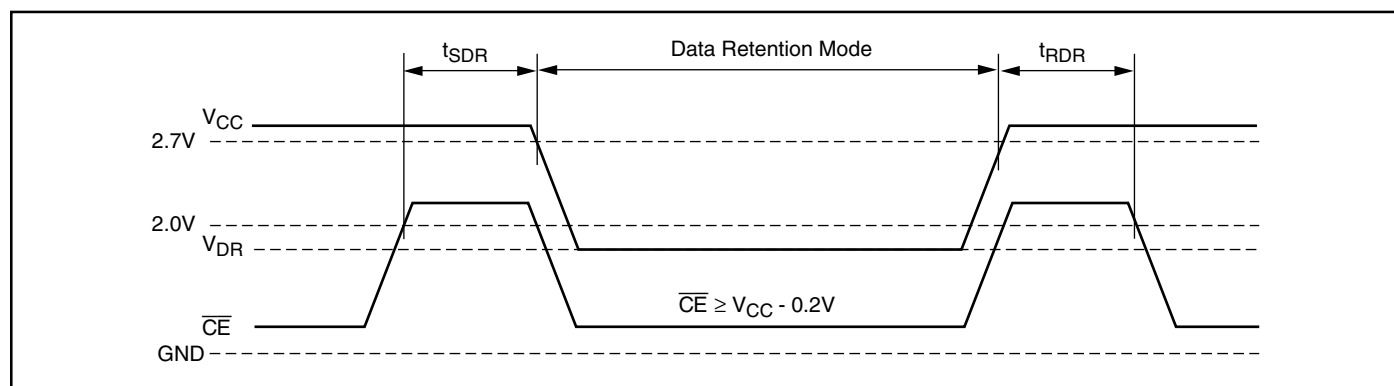 tSDR
Data Retention Mode
tRDR
VCC
2.7V
2.0V
VDR
CE ≥ VCC - 0.2V
CE
GND